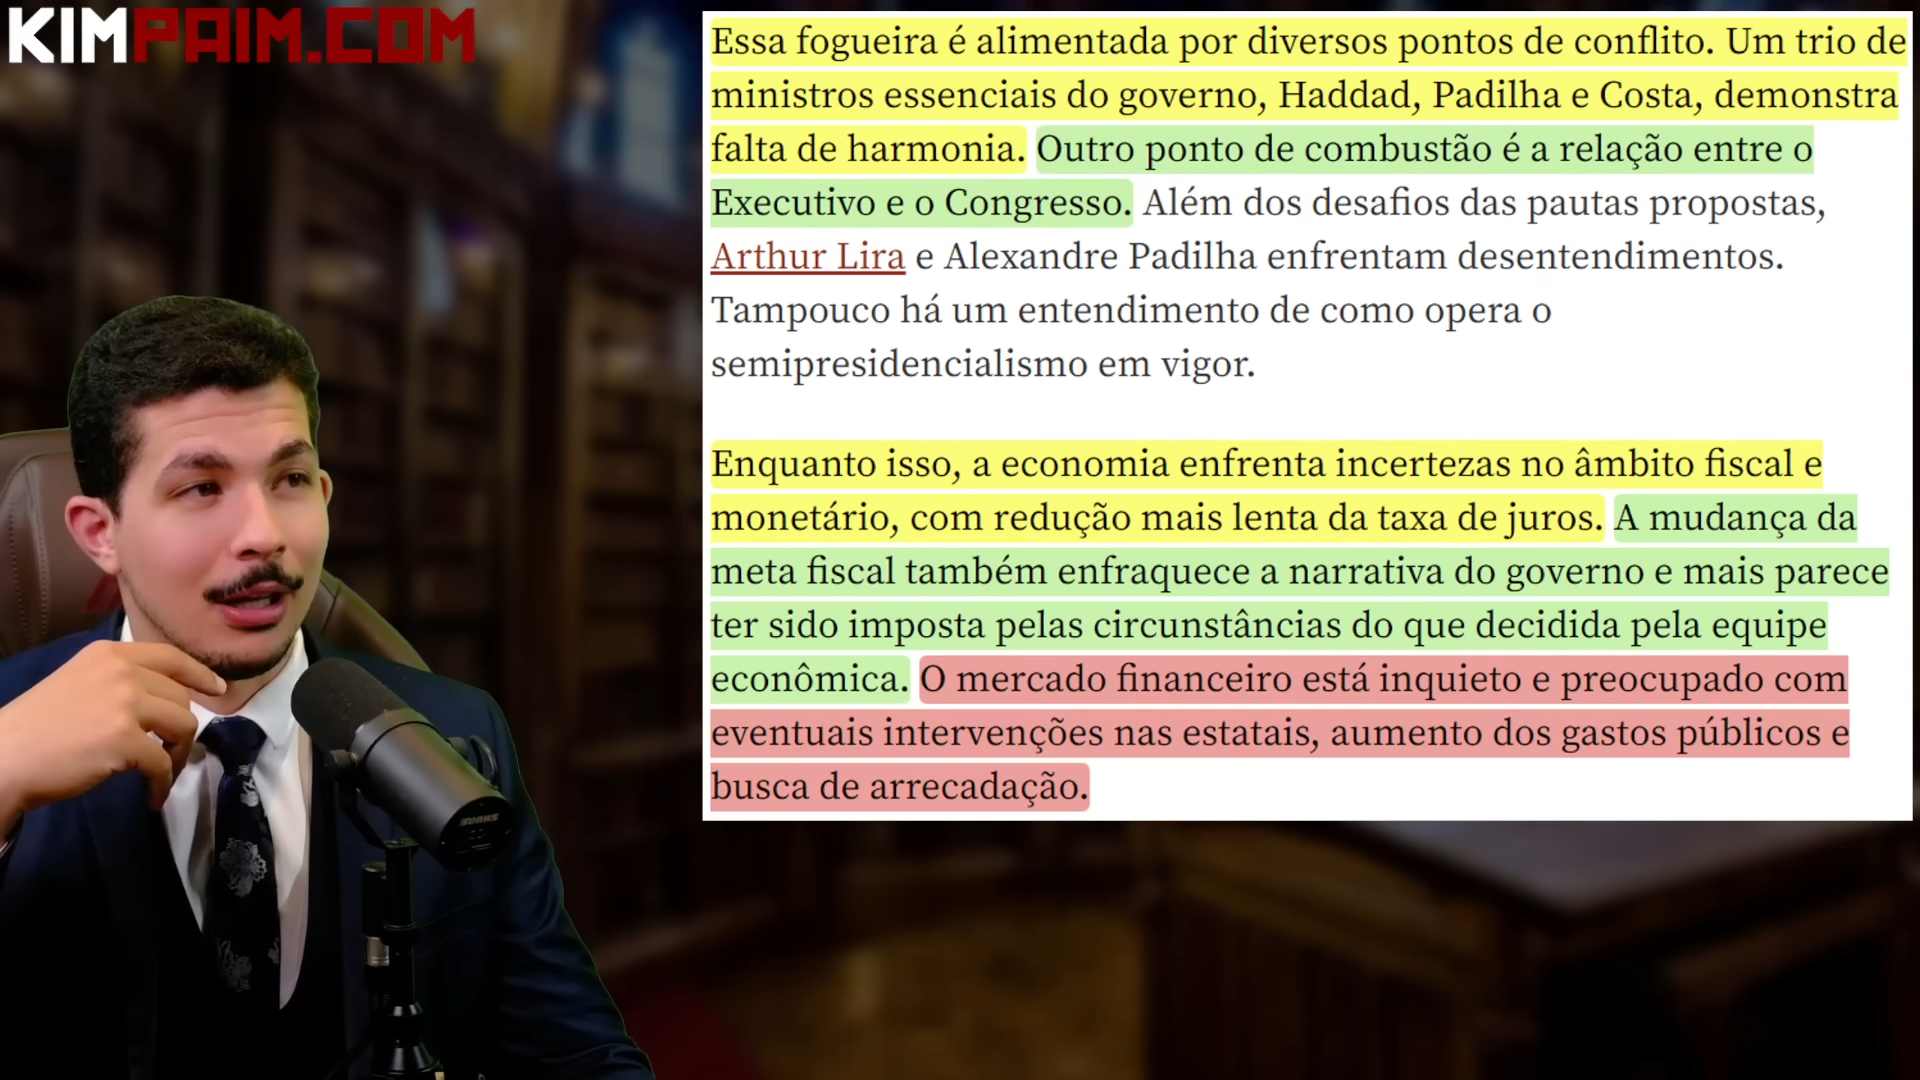 KIMPAIM.COM
Essa fogueira é alimentada por diversos pontos de conflito. Um trio de
ministros essenciais do governo, Haddad, Padilha e Costa, demonstra
falta de harmonia. Outro ponto de combustão é a relação entre o
Executivo e o Congresso. Além dos desafios das pautas propostas,
Arthur Lira e Alexandre Padilha enfrentam desentendimentos.
Tampouco há um entendimento de como opera o
semipresidencialismo em vigor.
Enquanto isso, a economia enfrenta incertezas no âmbito fiscal e
monetário, com redução mais lenta da taxa de juros. A mudança da
meta fiscal também enfraquece a narrativa do governo e mais parece
ter sido imposta pelas circunstâncias do que decidida pela equipe
econômica. O mercado financeiro está inquieto e preocupado com
eventuais intervenções nas estatais, aumento dos gastos públicos e
busca de arrecadação.
SHURE